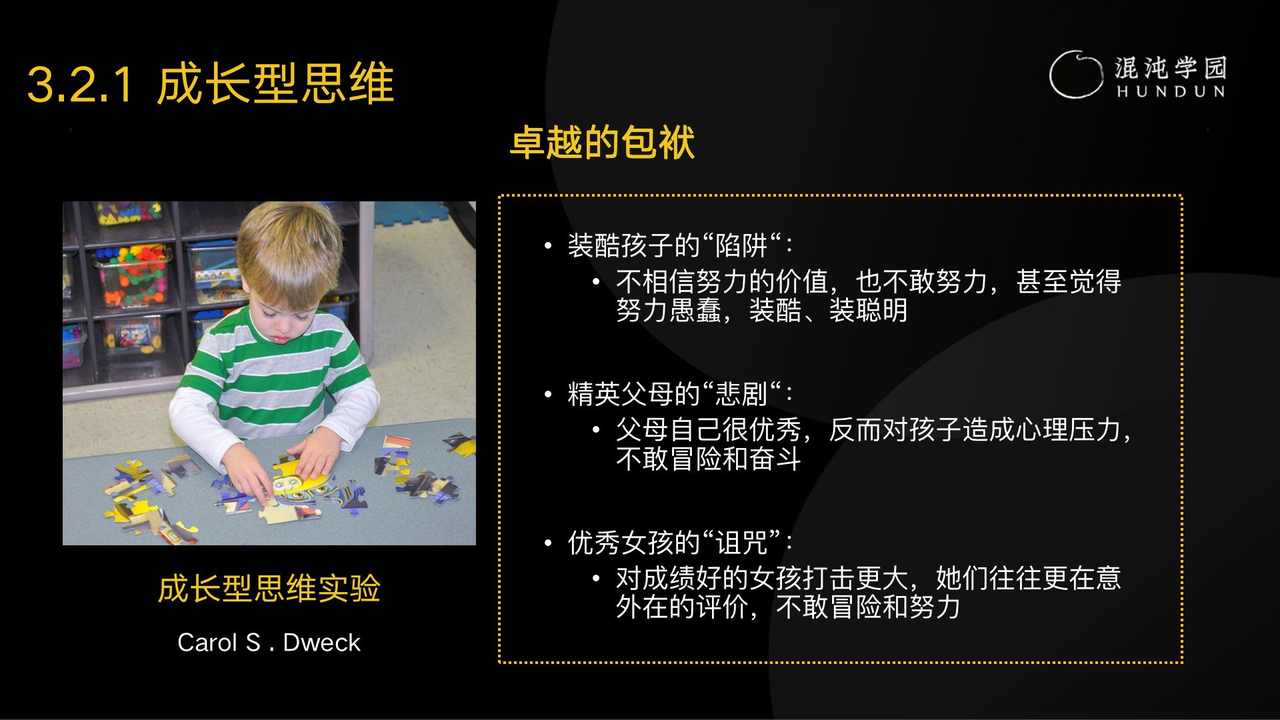 3.2.1 成长型思维
混沌学园
HUNDUN
卓越的包袱
• 装酷孩子的“陷阱“：
• 不相信努力的价值，也不敢努力，甚至觉得
努力愚蠢，装酷、装聪明
• 精英父母的“悲剧“：
• 父母自己很优秀，反而对孩子造成心理压力，
不敢冒险和奋斗
• 优秀女孩的“诅咒”：
• 对成绩好的女孩打击更大，她们往往更在意
外在的评价，不敢冒险和努力
成长型思维实验
Carol S . Dweck